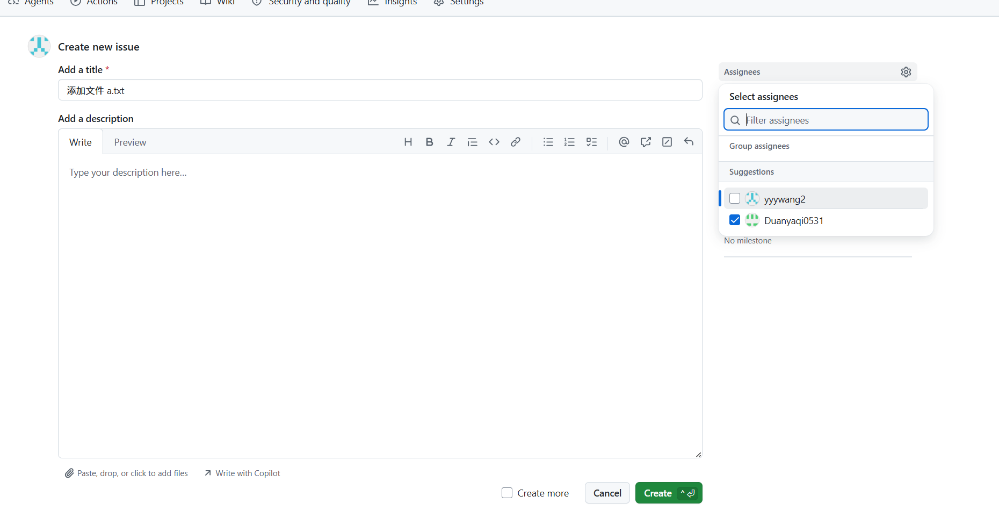 Agents Actions Projects Wiki Security and quality Insights Settings
Create new issue
Add a title *
添加文件 a.txt
Add a description
Write Preview
Type your description here...
Paste, drop, or click to add files Write with Copilot
Create more Cancel Create
Assignees
Select assignees
Filter assignees
Group assignees
Suggestions
yyywang2
Duanyaqi0531
No milestone